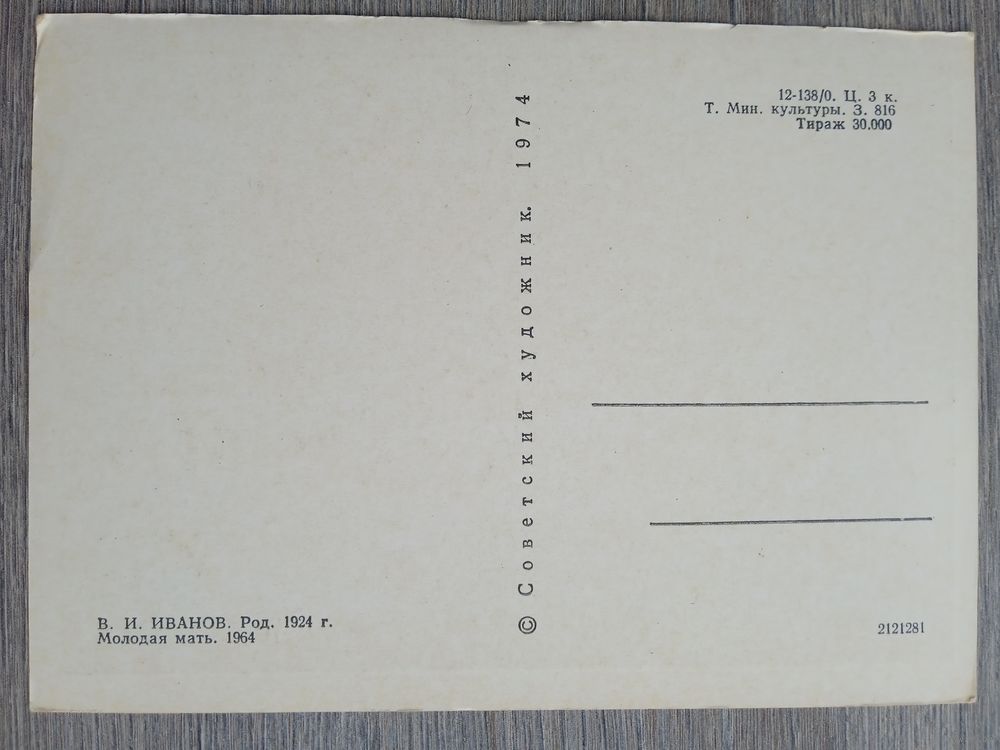 12-138/0. Ц. 3 к.
Т. Мин. культуры. З. 816
Тираж 30.000
© Советский художник. 1974
В. И. ИВАНОВ. Род. 1924 г.
Молодая мать. 1964
2121281